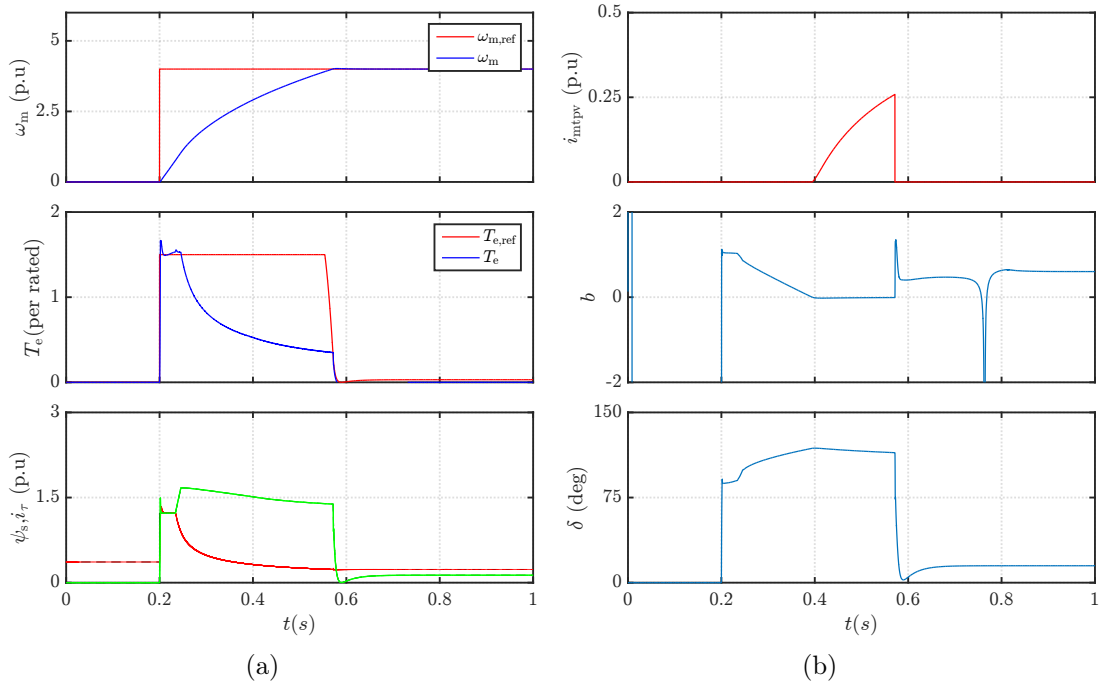 5
2.5
0
ω_m (p.u)
ω_m,ref
ω_m
2
1
0
T_e(per rated)
T_e,ref
T_e
3
1.5
0
ψ_s,i_τ (p.u)
0 0.2 0.4 0.6 0.8 1
t(s)
(a)
0.5
0.25
0
i_mtpv (p.u)
2
0
-2
b
150
75
0
δ (deg)
0 0.2 0.4 0.6 0.8 1
t(s)
(b)